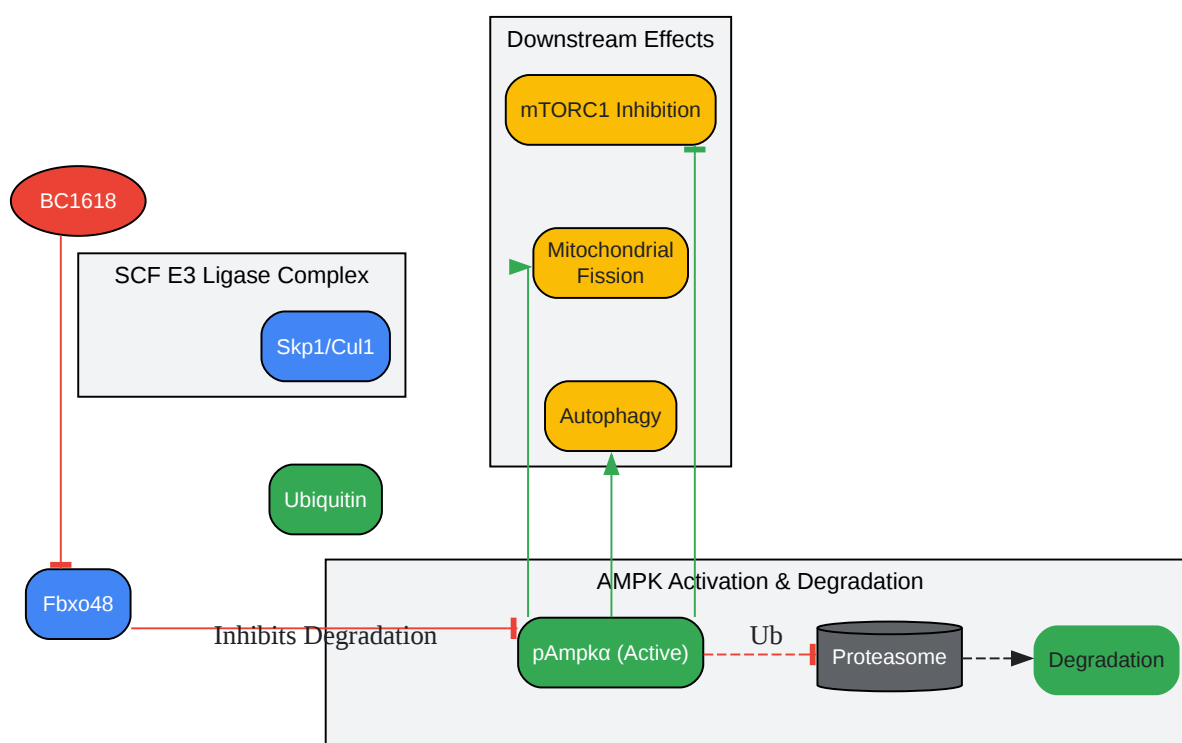 Downstream Effects
mTORC1 Inhibition
BC1618
Mitochondrial
Fission
SCF E3 Ligase Complex
Skp1/Cul1
Autophagy
Ubiquitin
AMPK Activation & Degradation
Fbxo48
Inhibits Degradation
pAmpkα (Active)
Ub
Proteasome
Degradation